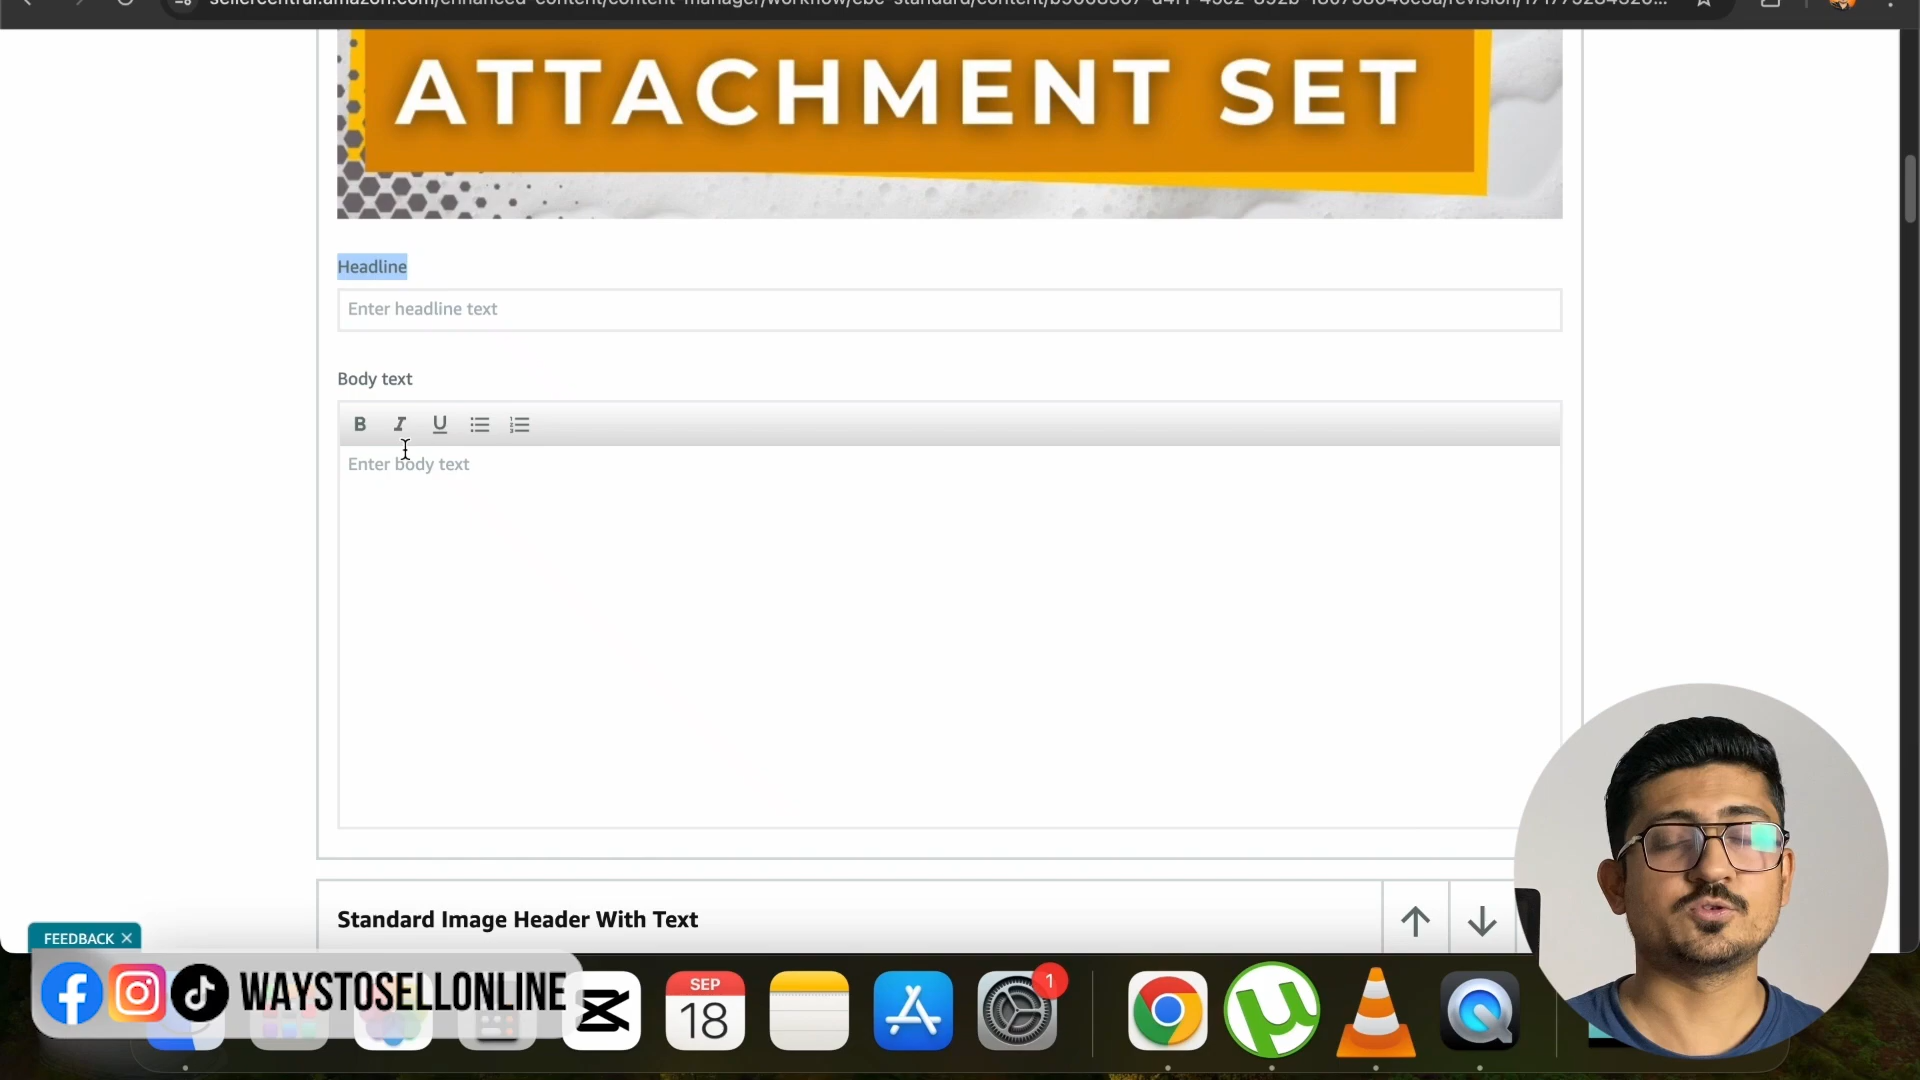 ATTACHMENT SET
Headline
Enter headline text
Body text
B I U
Enter body text
Standard Image Header With Text
FEEDBACK ×
WAYSTOSELLONLINE
SEP
18
1